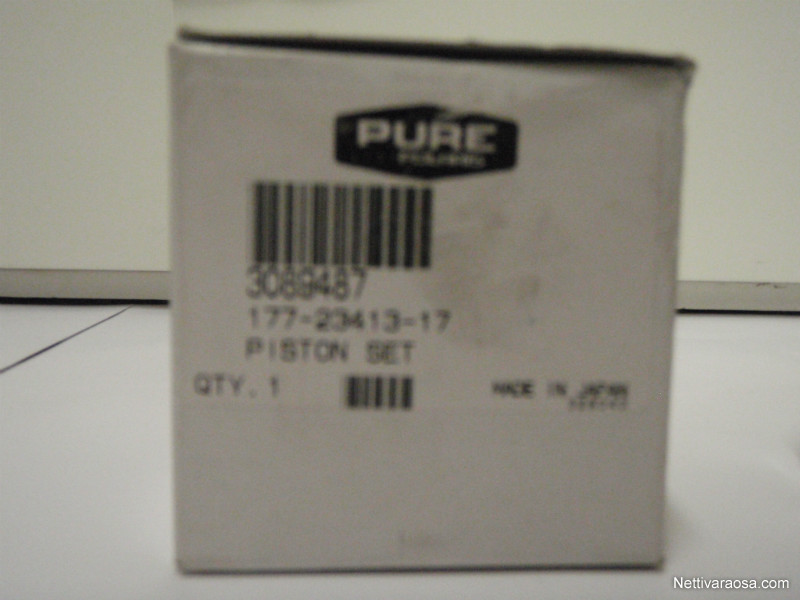 PURE
POLARIS
3089487
177-23413-17
PISTON SET
QTY. 1
MADE IN JAPAN
Nettivaraosa.com